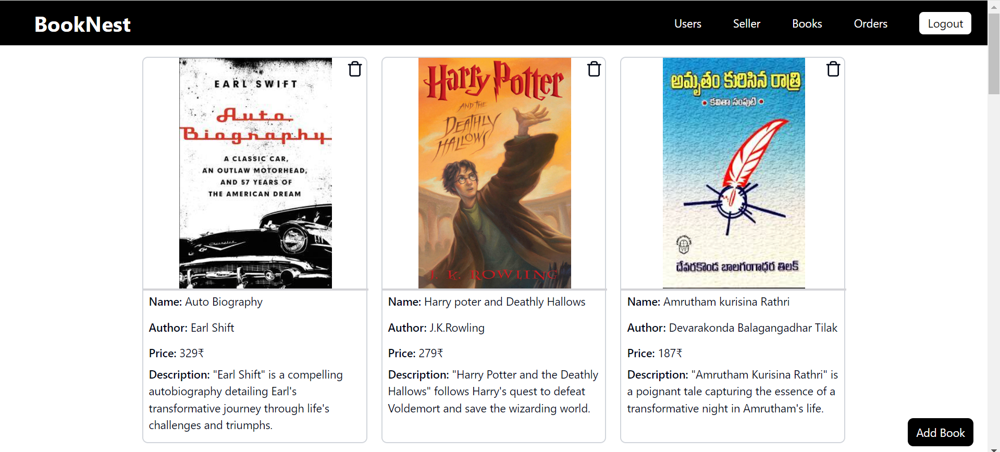 BookNest
Users
Seller
Books
Orders
Logout
EARL SWIFT
Auto
Biography
A CLASSIC CAR,
AN OUTLAW MOTORHEAD,
AND 57 YEARS OF
THE AMERICAN DREAM
Chevrolet
Name: Auto Biography
Author: Earl Shift
Price: 329₹
Description: "Earl Shift" is a compelling
autobiography detailing Earl's
transformative journey through life's
challenges and triumphs.
Harry Potter
AND THE
DEATHLY
HALLOWS
J. K. ROWLING
Name: Harry poter and Deathly Hallows
Author: J.K.Rowling
Price: 279₹
Description: "Harry Potter and the Deathly
Hallows" follows Harry's quest to defeat
Voldemort and save the wizarding world.
అమృతం కురిసిన రాత్రి
• కవితా సంపుటి •
దేవరకొండ బాలగంగాధర తిలక్
Name: Amrutham kurisina Rathri
Author: Devarakonda Balagangadhar Tilak
Price: 187₹
Description: "Amrutham Kurisina Rathri" is
a poignant tale capturing the essence of a
transformative night in Amrutham's life.
Add Book